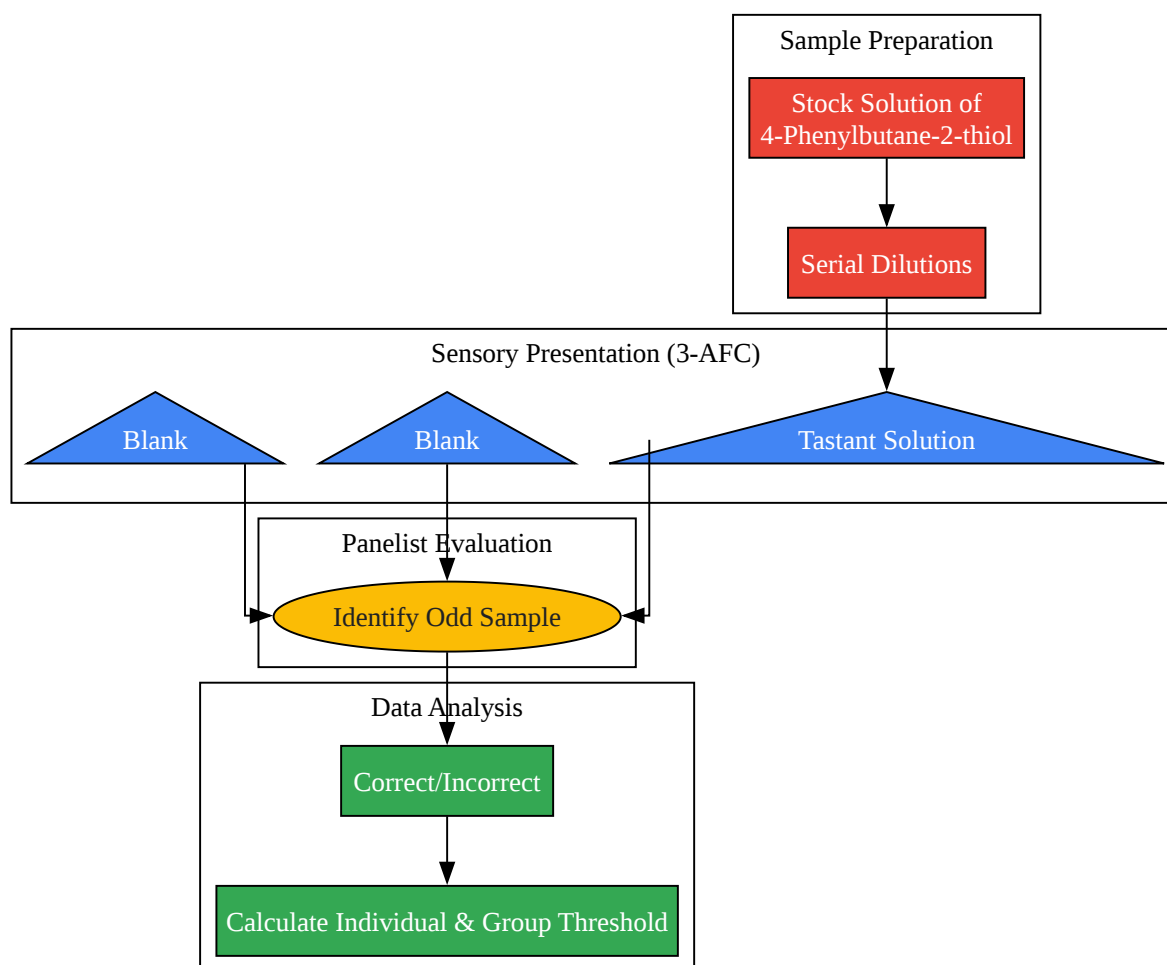 Sample Preparation
Stock Solution of
4-Phenylbutane-2-thiol
Serial Dilutions
Sensory Presentation (3-AFC)
Blank
Blank
Tastant Solution
Panelist Evaluation
Identify Odd Sample
Data Analysis
Correct/Incorrect
Calculate Individual & Group Threshold